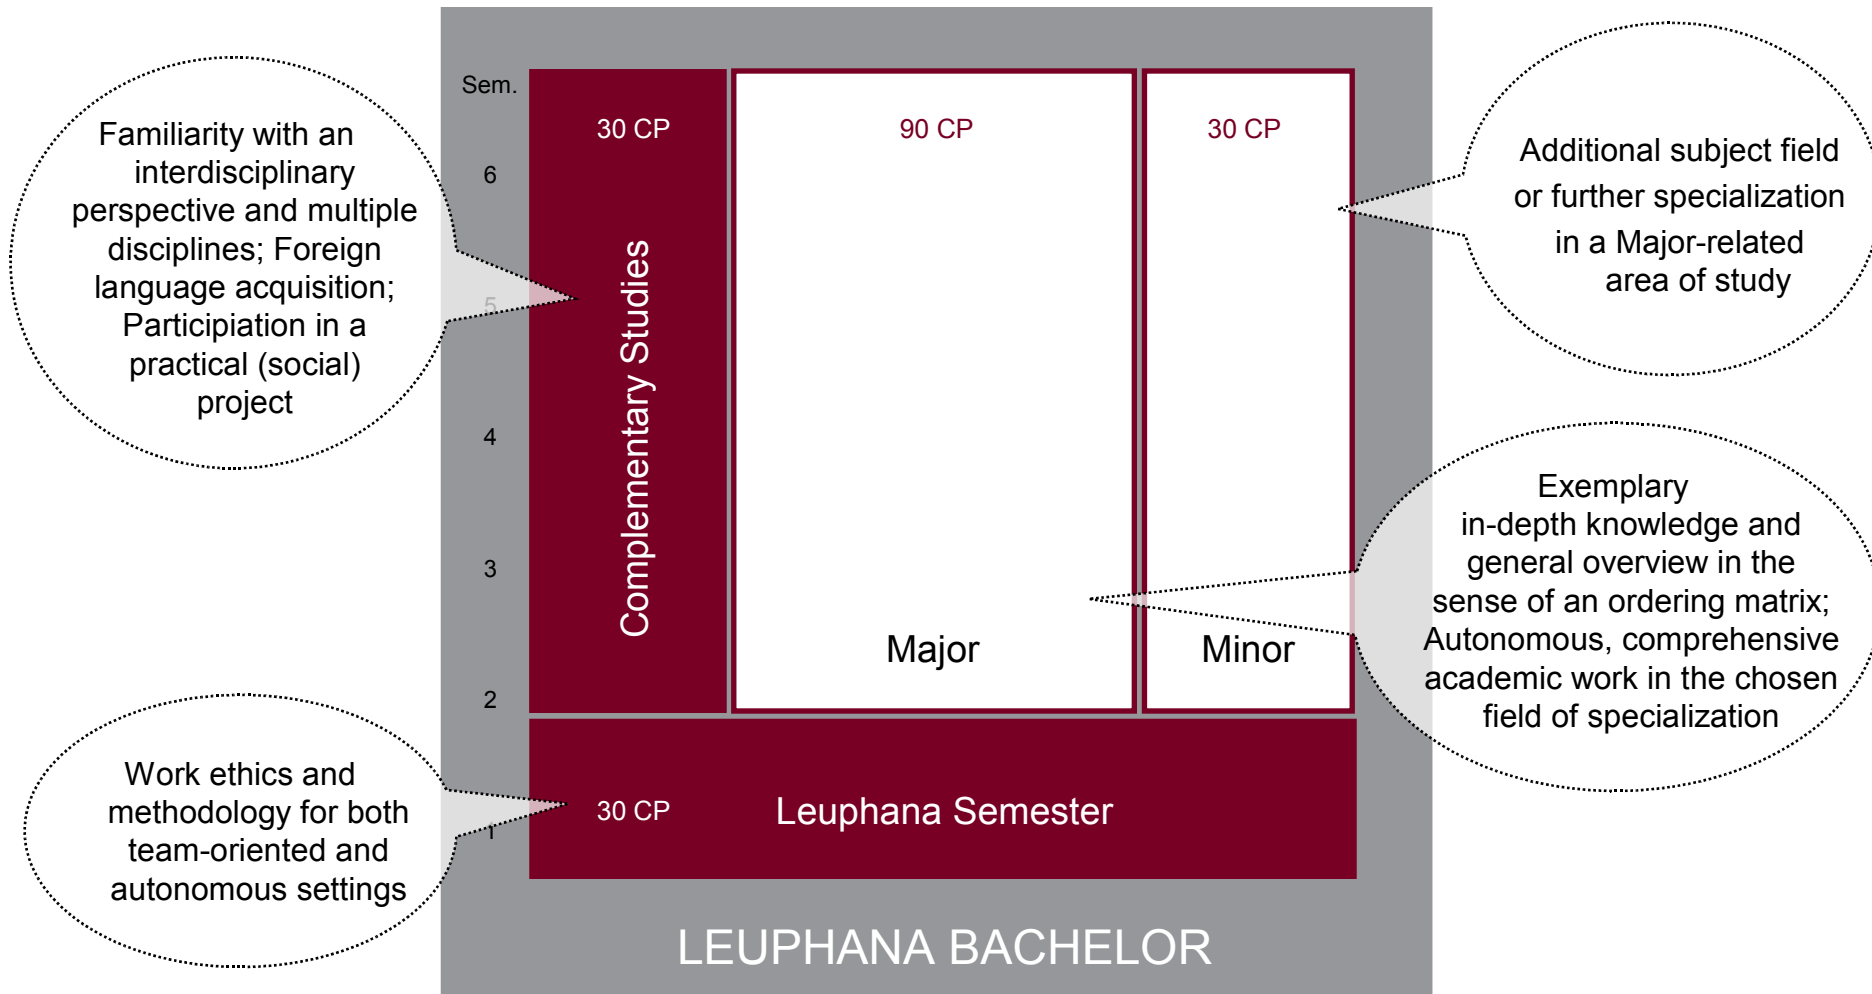 Sem.
30 CP
90 CP
30 CP
6
5
4
3
2
1
Complementary Studies
Major
Minor
30 CP
Leuphana Semester
LEUPHANA BACHELOR
Familiarity with an
interdisciplinary
perspective and multiple
disciplines; Foreign
language acquisition;
Participiation in a
practical (social)
project
Work ethics and
methodology for both
team-oriented and
autonomous settings
Additional subject field
or further specialization
in a Major-related
area of study
Exemplary
in-depth knowledge and
general overview in the
sense of an ordering matrix;
Autonomous, comprehensive
academic work in the chosen
field of specialization